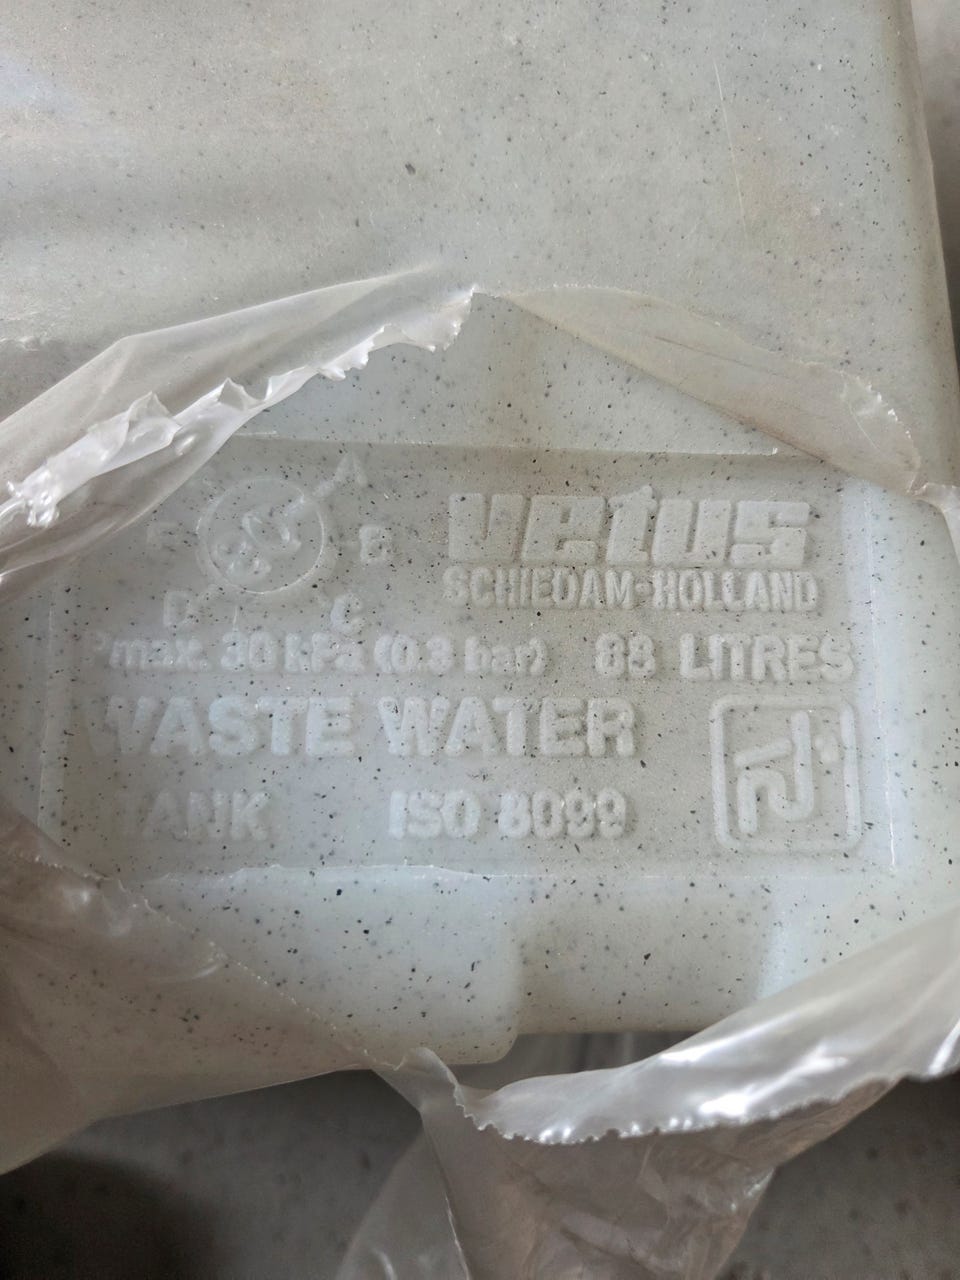 vetus
SCHIEDAM-HOLLAND
Pmax. 30 kPa (0.3 bar) 88 LITRES
WASTE WATER
TANK ISO 8099
B
C
D